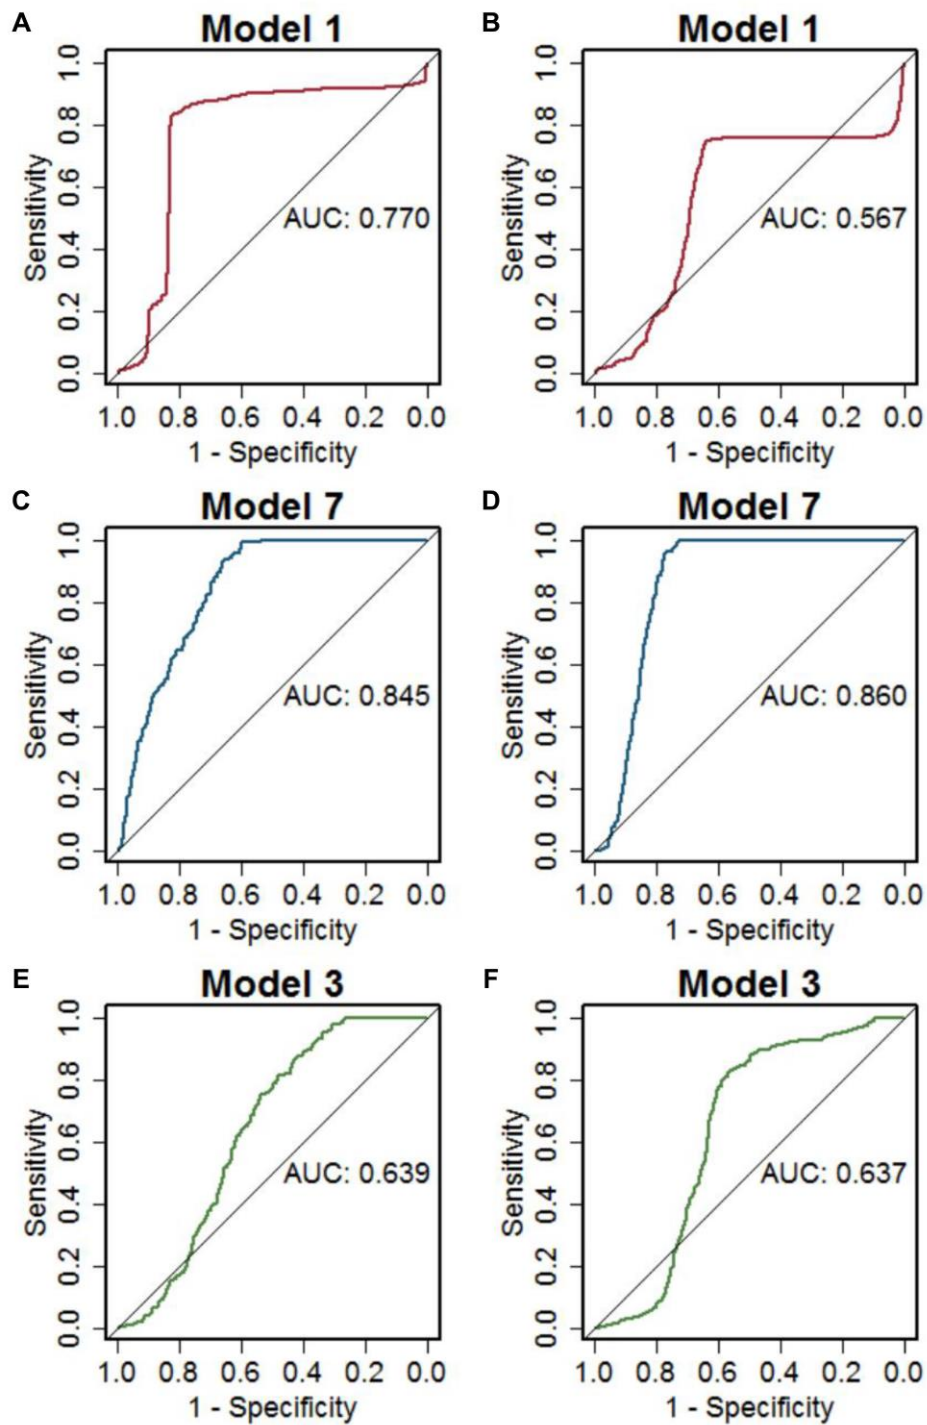 A
Model 1
Sensitivity
0.0 0.2 0.4 0.6 0.8 1.0
AUC: 0.770
1.0 0.8 0.6 0.4 0.2 0.0
1 - Specificity
B
Model 1
Sensitivity
0.0 0.2 0.4 0.6 0.8 1.0
AUC: 0.567
1.0 0.8 0.6 0.4 0.2 0.0
1 - Specificity
C
Model 7
Sensitivity
0.0 0.2 0.4 0.6 0.8 1.0
AUC: 0.845
1.0 0.8 0.6 0.4 0.2 0.0
1 - Specificity
D
Model 7
Sensitivity
0.0 0.2 0.4 0.6 0.8 1.0
AUC: 0.860
1.0 0.8 0.6 0.4 0.2 0.0
1 - Specificity
E
Model 3
Sensitivity
0.0 0.2 0.4 0.6 0.8 1.0
AUC: 0.639
1.0 0.8 0.6 0.4 0.2 0.0
1 - Specificity
F
Model 3
Sensitivity
0.0 0.2 0.4 0.6 0.8 1.0
AUC: 0.637
1.0 0.8 0.6 0.4 0.2 0.0
1 - Specificity